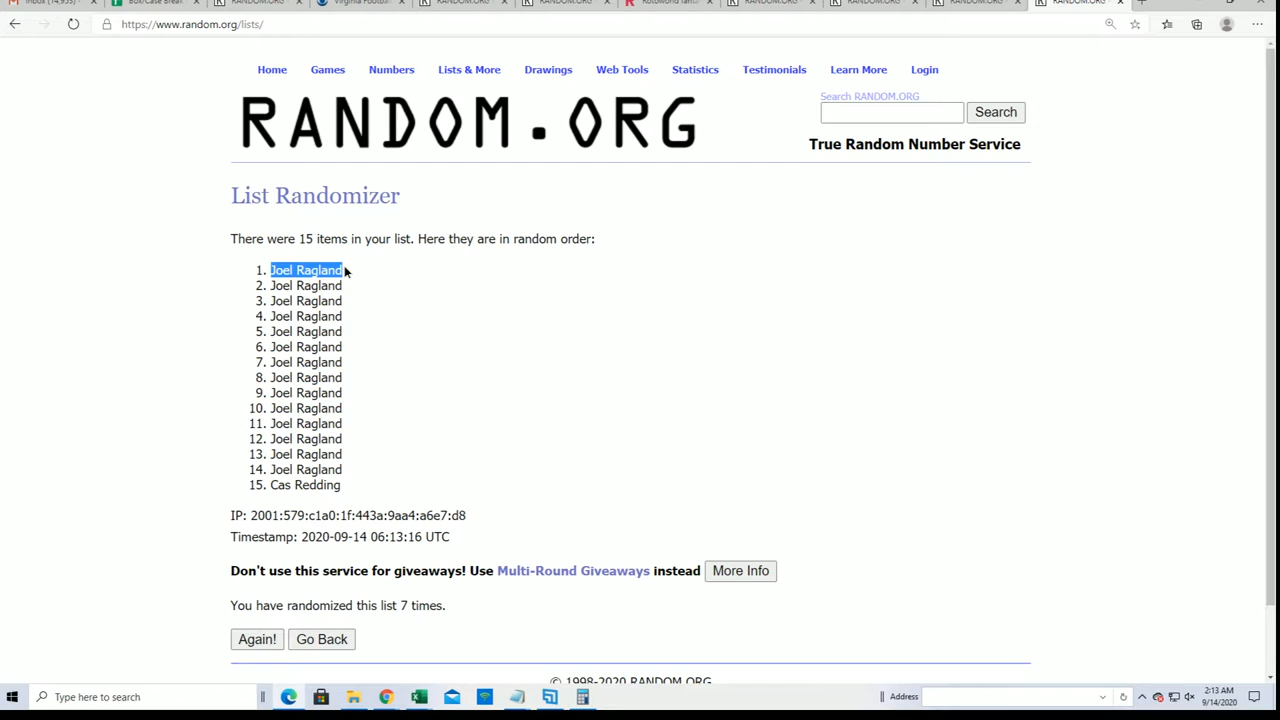 https://www.random.org/lists/
Home Games Numbers Lists & More Drawings Web Tools Statistics Testimonials Learn More Login
Search RANDOM.ORG
RANDOM.ORG
Search
True Random Number Service
List Randomizer
There were 15 items in your list. Here they are in random order:
1. Joel Ragland
2. Joel Ragland
3. Joel Ragland
4. Joel Ragland
5. Joel Ragland
6. Joel Ragland
7. Joel Ragland
8. Joel Ragland
9. Joel Ragland
10. Joel Ragland
11. Joel Ragland
12. Joel Ragland
13. Joel Ragland
14. Joel Ragland
15. Cas Redding
IP: 2001:579:c1a0:1f:443a:9aa4:a6e7:d8
Timestamp: 2020-09-14 06:13:16 UTC
Don't use this service for giveaways! Use Multi-Round Giveaways instead More Info
You have randomized this list 7 times.
Again! Go Back
© 1998-2020 RANDOM.ORG
Type here to search
Address
2:13 AM
9/14/2020